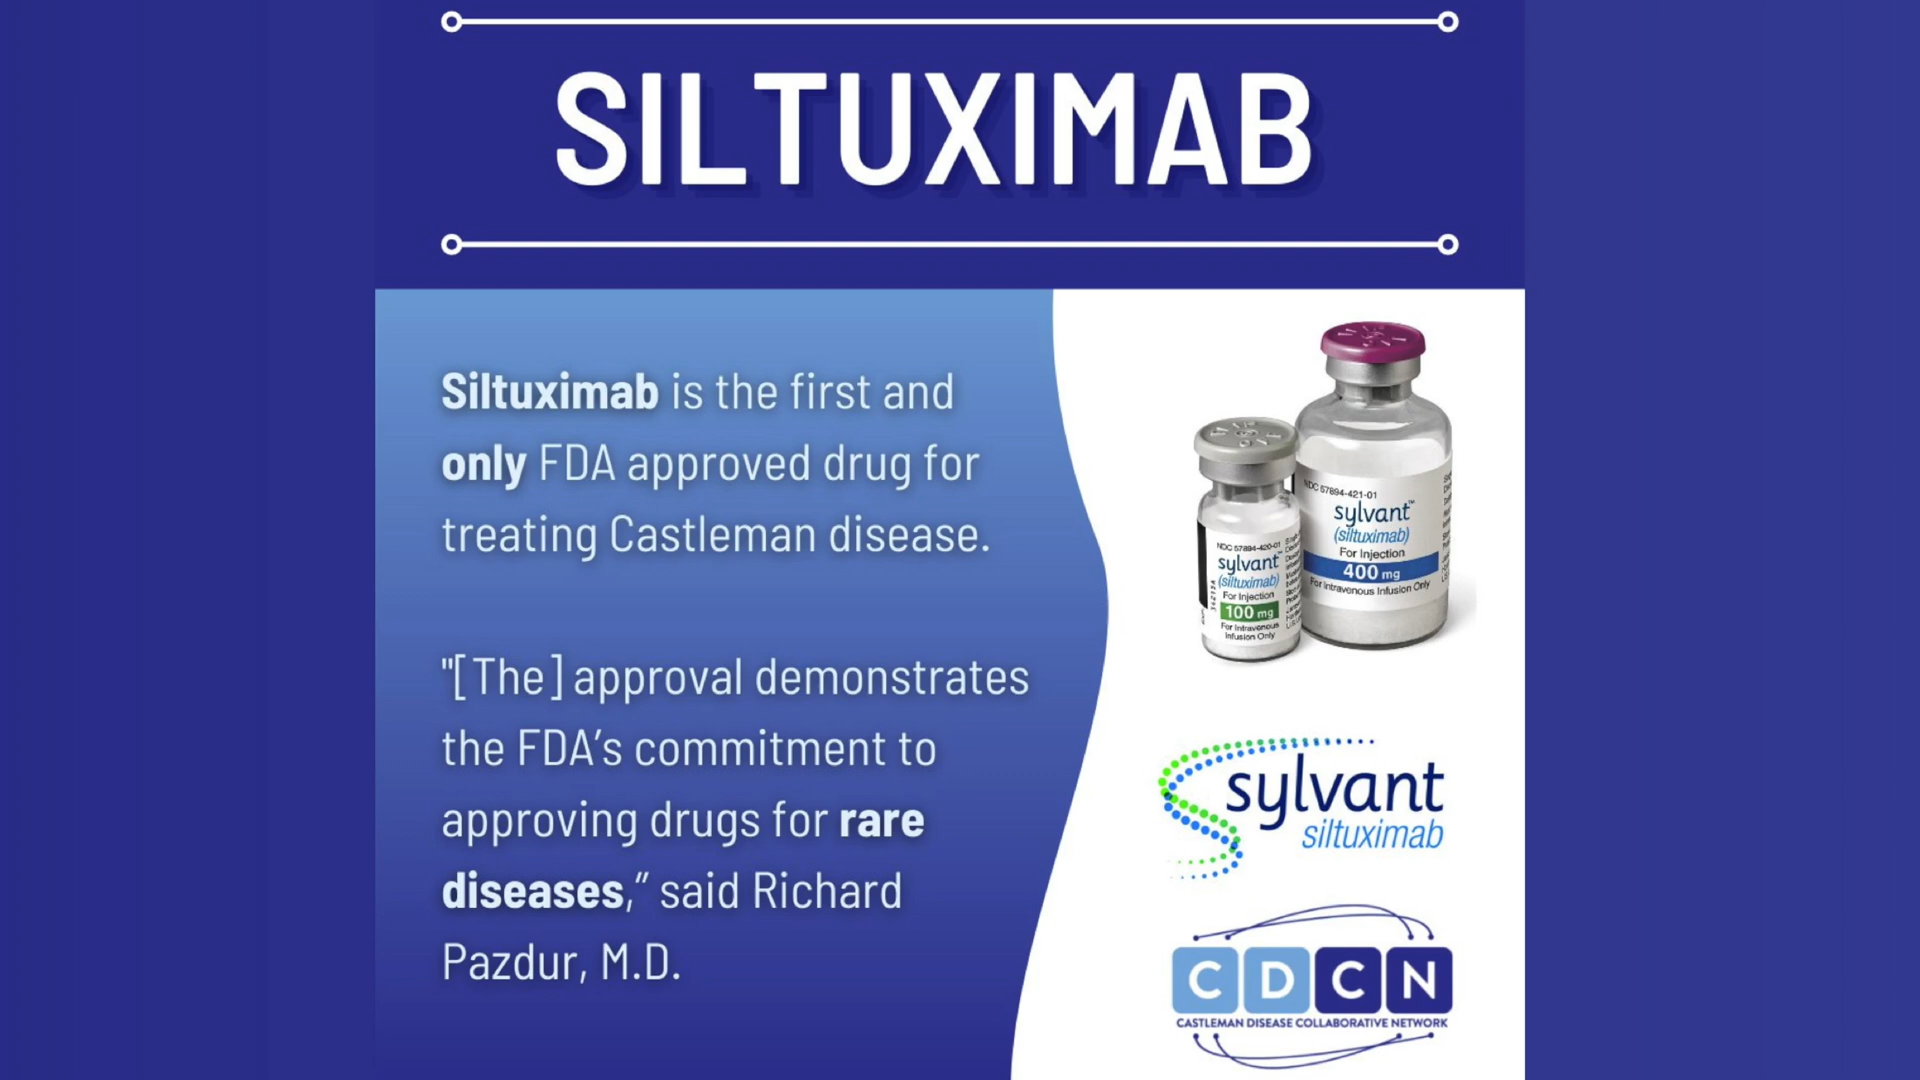 SILTUXIMAB
Siltuximab is the first and
only FDA approved drug for
treating Castleman disease.
"[The] approval demonstrates
the FDA’s commitment to
approving drugs for rare
diseases,” said Richard
Pazdur, M.D.
NDC 57894-421-01
sylvant™
(siltuximab)
For Injection
400 mg
For Intravenous Infusion Only
NDC 57894-420-01
sylvant™
(siltuximab)
For Injection
100 mg
For Intravenous
Infusion Only
sylvant
siltuximab
CDCN
CASTLEMAN DISEASE COLLABORATIVE NETWORK